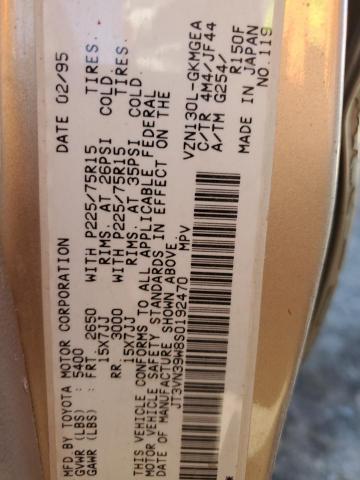 MFD BY TOYOTA MOTOR CORPORATION DATE 02/95
GVWR (LBS) 5400
GAWR (LBS) FRT. 2650 WITH P225/75R15 TIRES.
15X7JJ RIMS. AT 26PSI COLD.
RR. 3000 WITH P225/75R15 TIRES.
15X7JJ RIMS. AT 35PSI COLD.
THIS VEHICLE CONFORMS TO ALL APPLICABLE FEDERAL
MOTOR VEHICLE SAFETY STANDARDS IN EFFECT ON THE
DATE OF MANUFACTURE SHOWN ABOVE.
JT3VN39W8S0192470 MPV
VZN130L-GKMGEA
C/TR 4M4/JF44
A/TM G254/ R150F
MADE IN JAPAN
NO.119